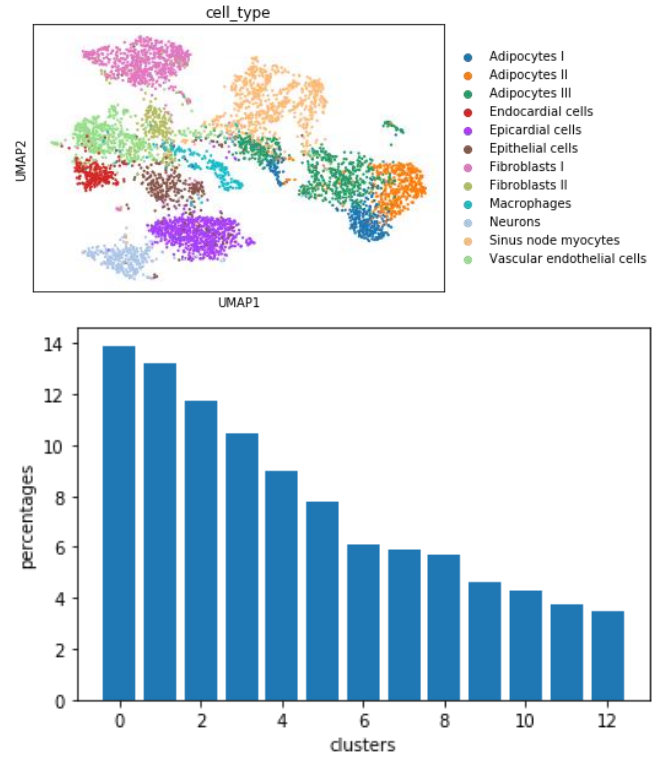 cell_type
UMAP2
UMAP1
Adipocytes I
Adipocytes II
Adipocytes III
Endocardial cells
Epicardial cells
Epithelial cells
Fibroblasts I
Fibroblasts II
Macrophages
Neurons
Sinus node myocytes
Vascular endothelial cells
14
12
10
8
6
4
2
0
percentages
0 2 4 6 8 10 12
clusters